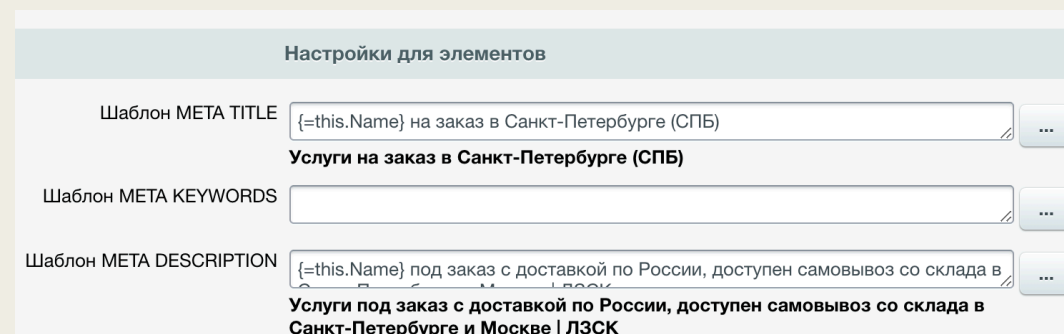 Настройки для элементов
Шаблон META TITLE
{=this.Name} на заказ в Санкт-Петербурге (СПБ)
...
Услуги на заказ в Санкт-Петербурге (СПБ)
Шаблон META KEYWORDS
...
Шаблон META DESCRIPTION
{=this.Name} под заказ с доставкой по России, доступен самовывоз со склада в
...
Услуги под заказ с доставкой по России, доступен самовывоз со склада в
Санкт-Петербурге и Москве | ЛЗСК